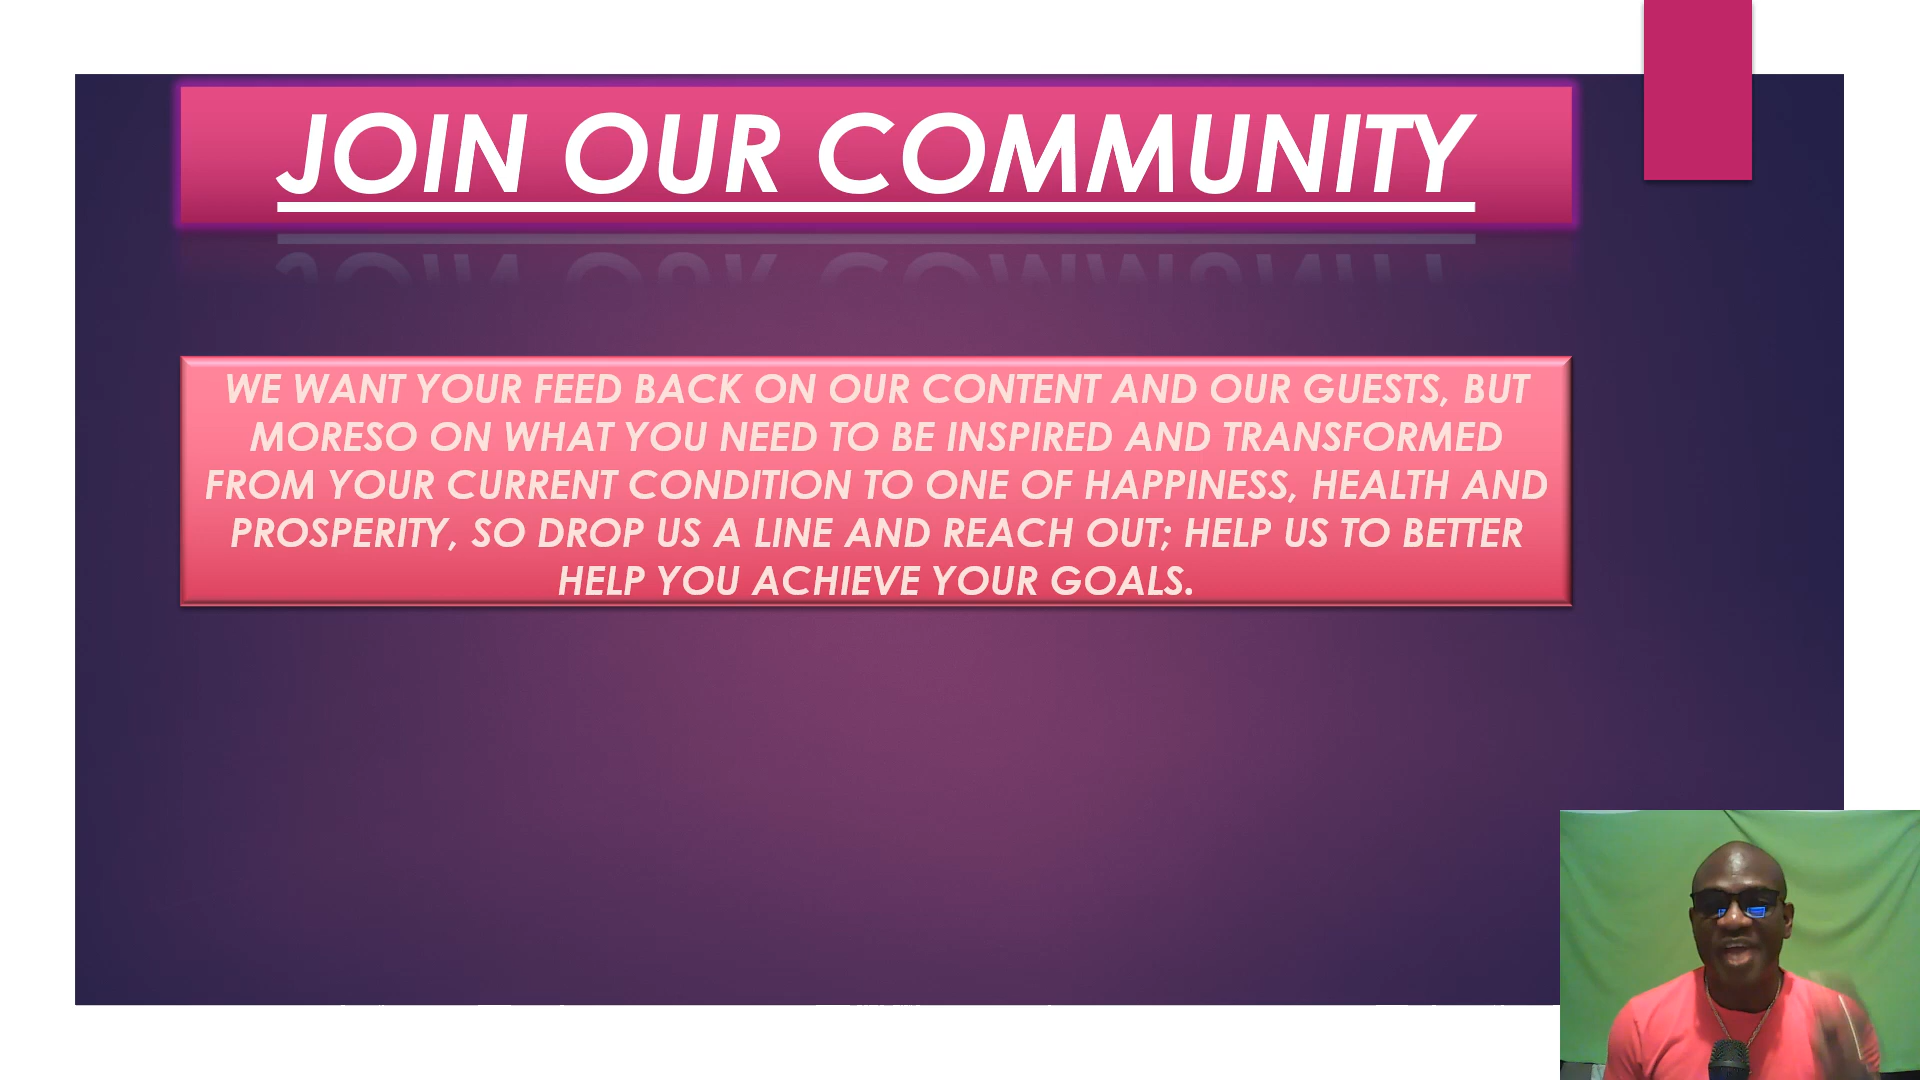 JOIN OUR COMMUNITY
WE WANT YOUR FEED BACK ON OUR CONTENT AND OUR GUESTS, BUT
MORESO ON WHAT YOU NEED TO BE INSPIRED AND TRANSFORMED
FROM YOUR CURRENT CONDITION TO ONE OF HAPPINESS, HEALTH AND
PROSPERITY, SO DROP US A LINE AND REACH OUT; HELP US TO BETTER
HELP YOU ACHIEVE YOUR GOALS.